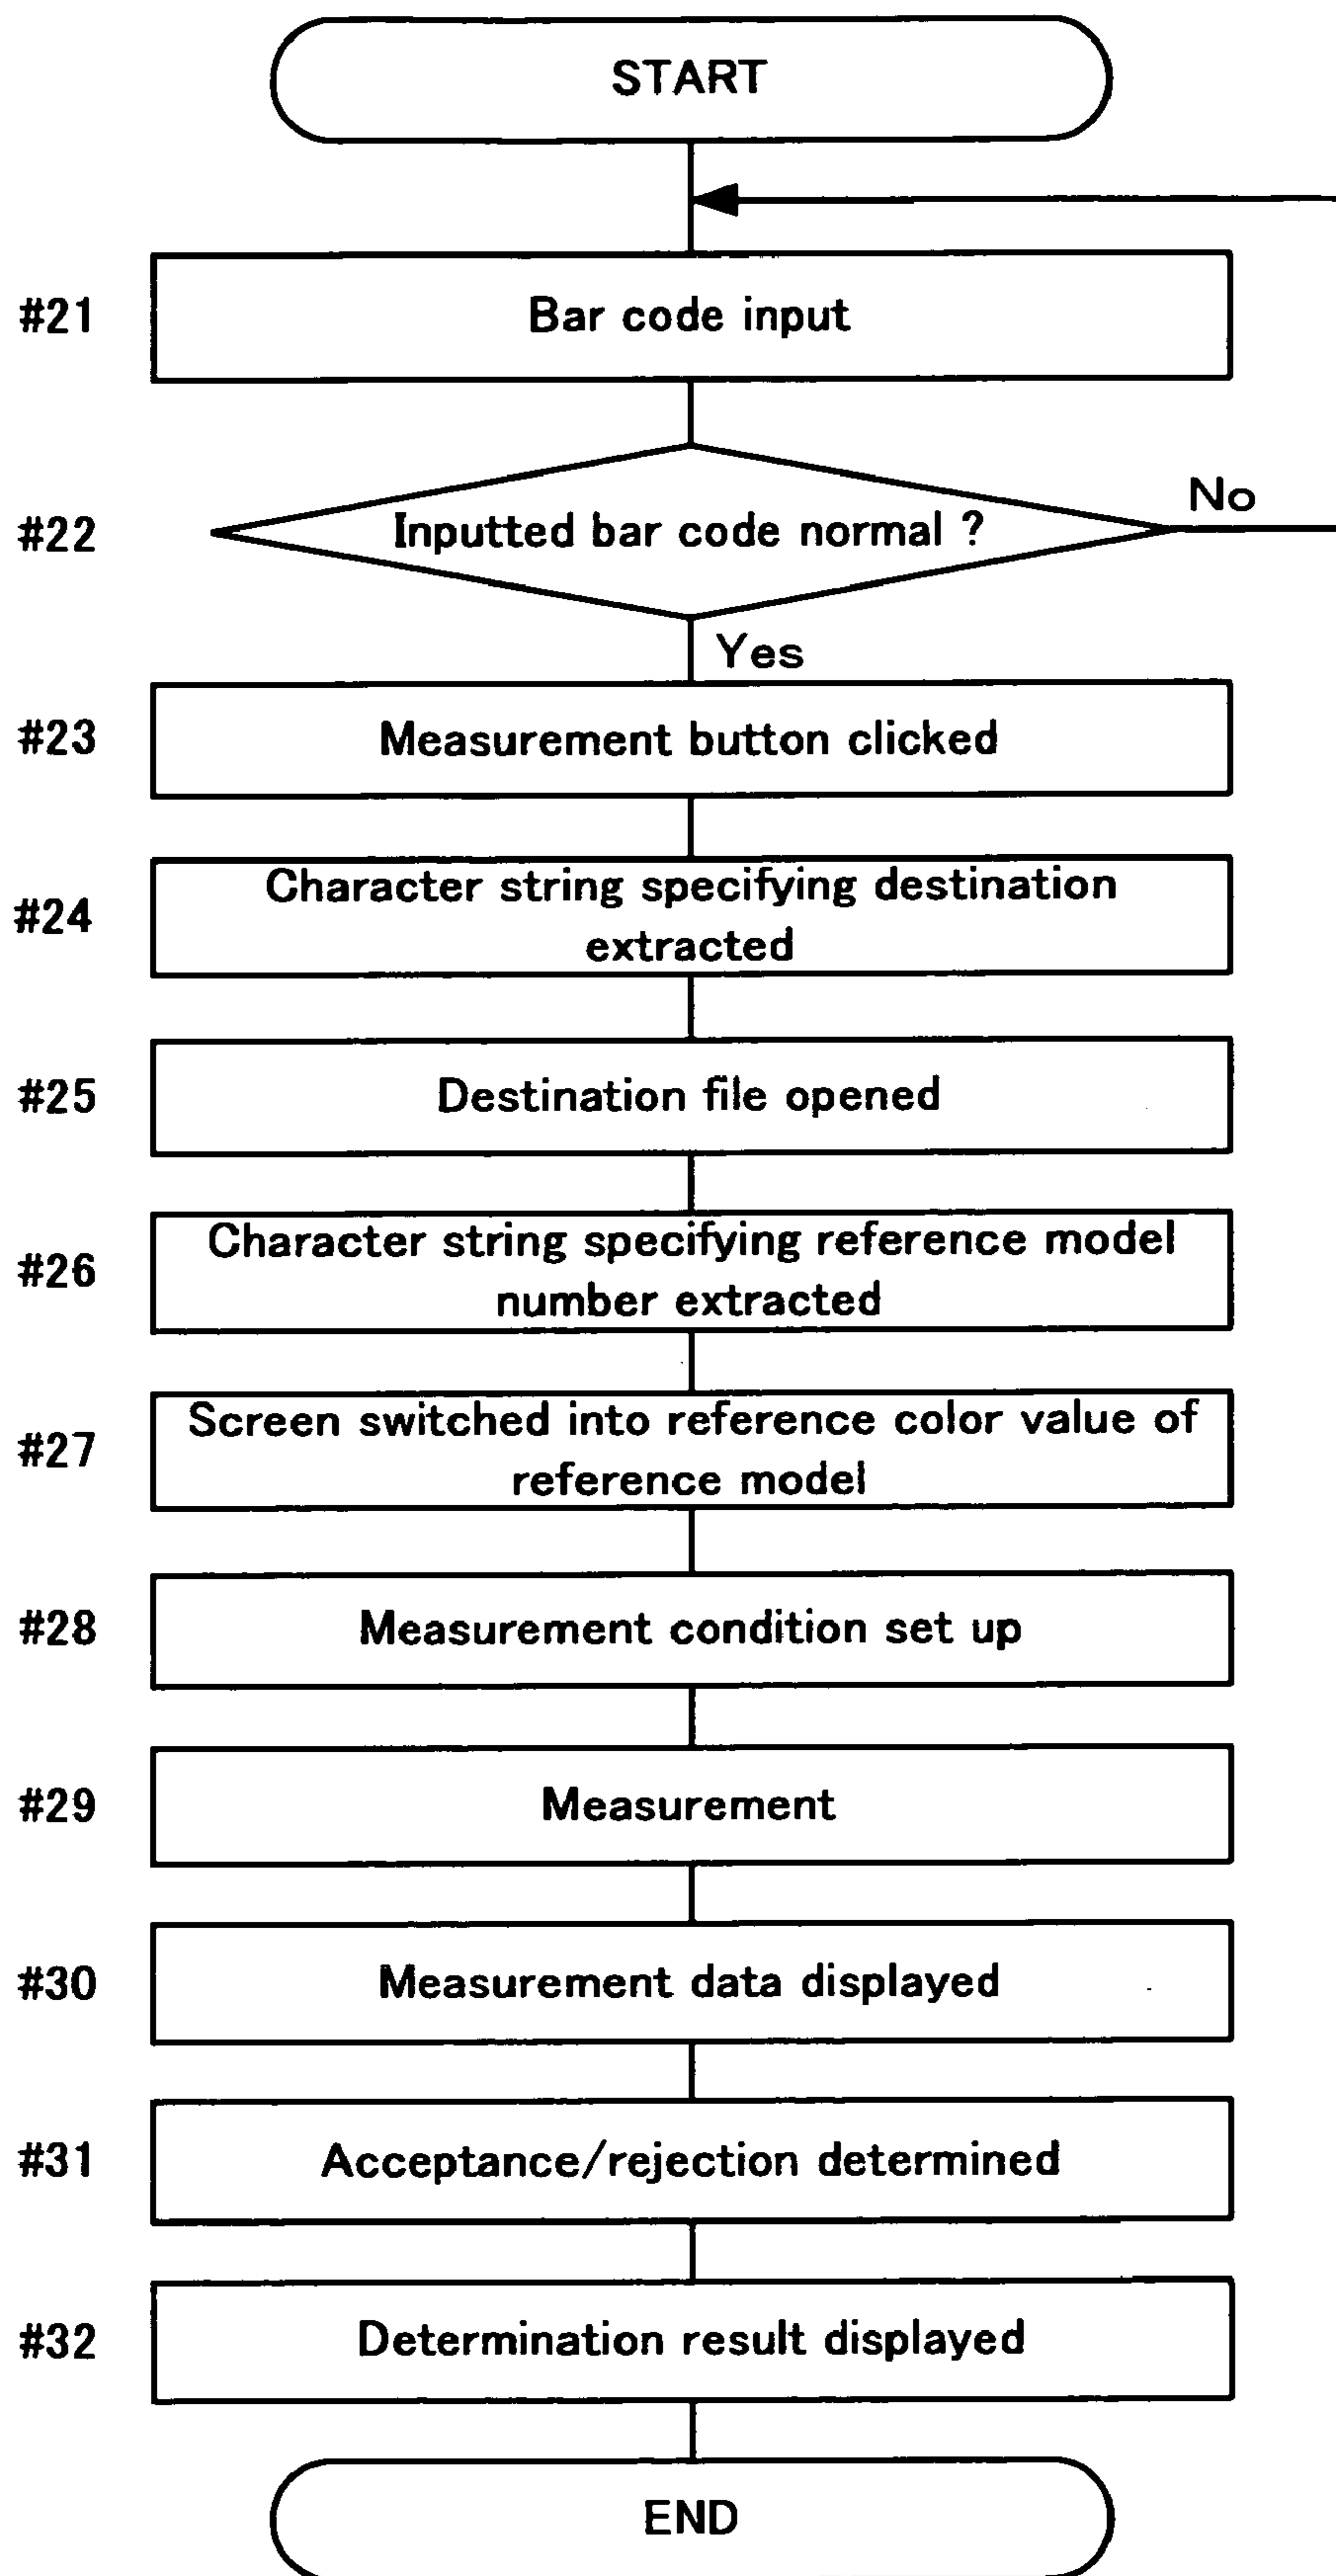 START
#21
Bar code input
#22
Inputted bar code normal ?
No
Yes
#23
Measurement button clicked
#24
Character string specifying destination
extracted
#25
Destination file opened
#26
Character string specifying reference model
number extracted
#27
Screen switched into reference color value of
reference model
#28
Measurement condition set up
#29
Measurement
#30
Measurement data displayed
#31
Acceptance/rejection determined
#32
Determination result displayed
END